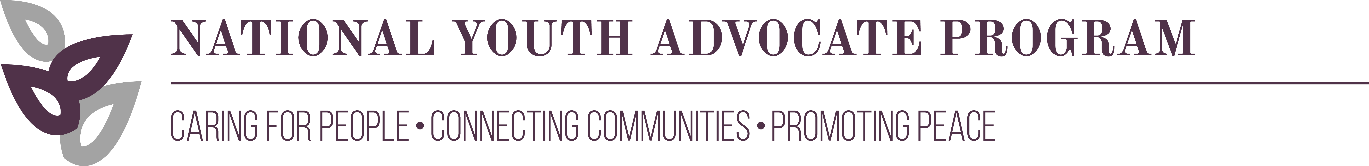 NATIONAL YOUTH ADVOCATE PROGRAM
CARING FOR PEOPLE • CONNECTING COMMUNITIES • PROMOTING PEACE